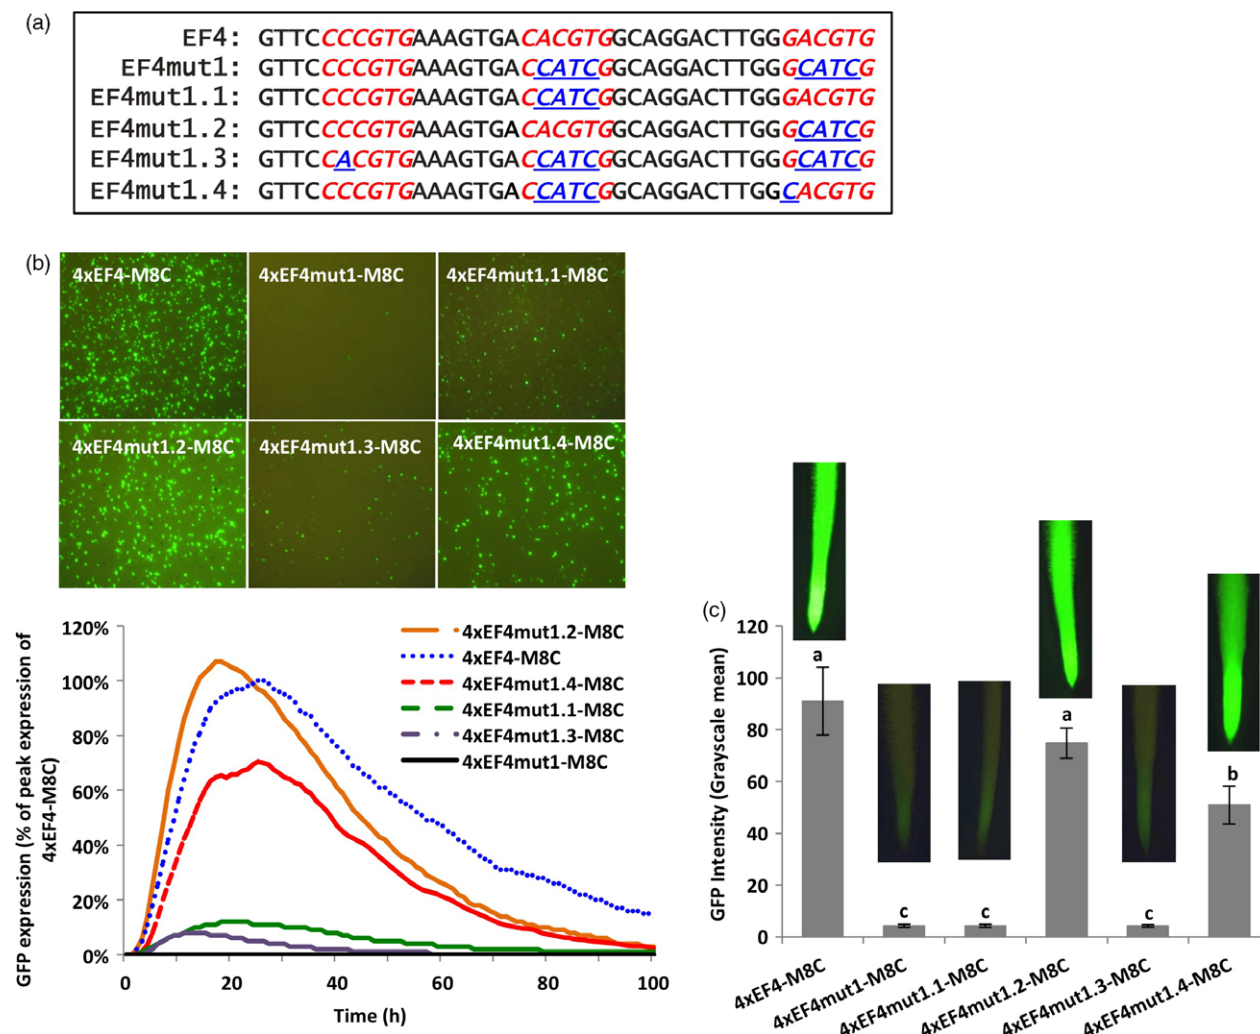 (a)
EF4: GTTCCCCGTGAAAGTGACACGTGGCAGGACTTGGGACGTG
EF4mut1: GTTCCCCGTGAAAGTGACCATCGGCAGGACTTGGGCATCG
EF4mut1.1: GTTCCCCGTGAAAGTGACCATCGGCAGGACTTGGGACGTG
EF4mut1.2: GTTCCCCGTGAAAGTGACACGTGGCAGGACTTGGGCATCG
EF4mut1.3: GTTCCACGTGAAAGTGACCATCGGCAGGACTTGGGCATCG
EF4mut1.4: GTTCCCCGTGAAAGTGACCATCGGCAGGACTTGGCACGTG
(b)
4xEF4-M8C
4xEF4mut1-M8C
4xEF4mut1.1-M8C
4xEF4mut1.2-M8C
4xEF4mut1.3-M8C
4xEF4mut1.4-M8C
GFP expression (% of peak expression of
4xEF4-M8C)
120%
100%
80%
60%
40%
20%
0%
0 20 40 60 80 100
Time (h)
4xEF4mut1.2-M8C
4xEF4-M8C
4xEF4mut1.4-M8C
4xEF4mut1.1-M8C
4xEF4mut1.3-M8C
4xEF4mut1-M8C
(c)
GFP Intensity (Grayscale mean)
120
100
80
60
40
20
0
a
c
c
a
c
b
4xEF4-M8C
4xEF4mut1-M8C
4xEF4mut1.1-M8C
4xEF4mut1.2-M8C
4xEF4mut1.3-M8C
4xEF4mut1.4-M8C